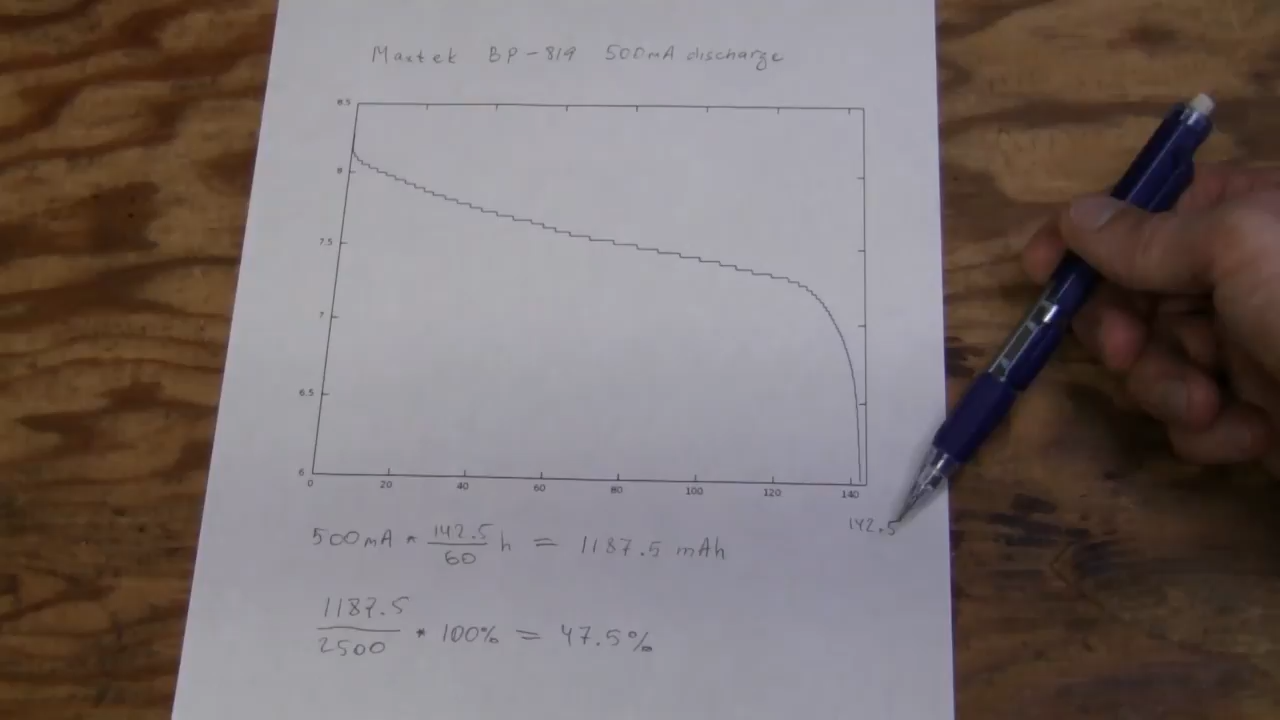 Maxtek BP-819 500mA discharge
8.5
8
7.5
7
6.5
6
0 20 40 60 80 100 120 140
142.5
500mA * 142.5/60 h = 1187.5 mAh
1187.5/2500 * 100% = 47.5%